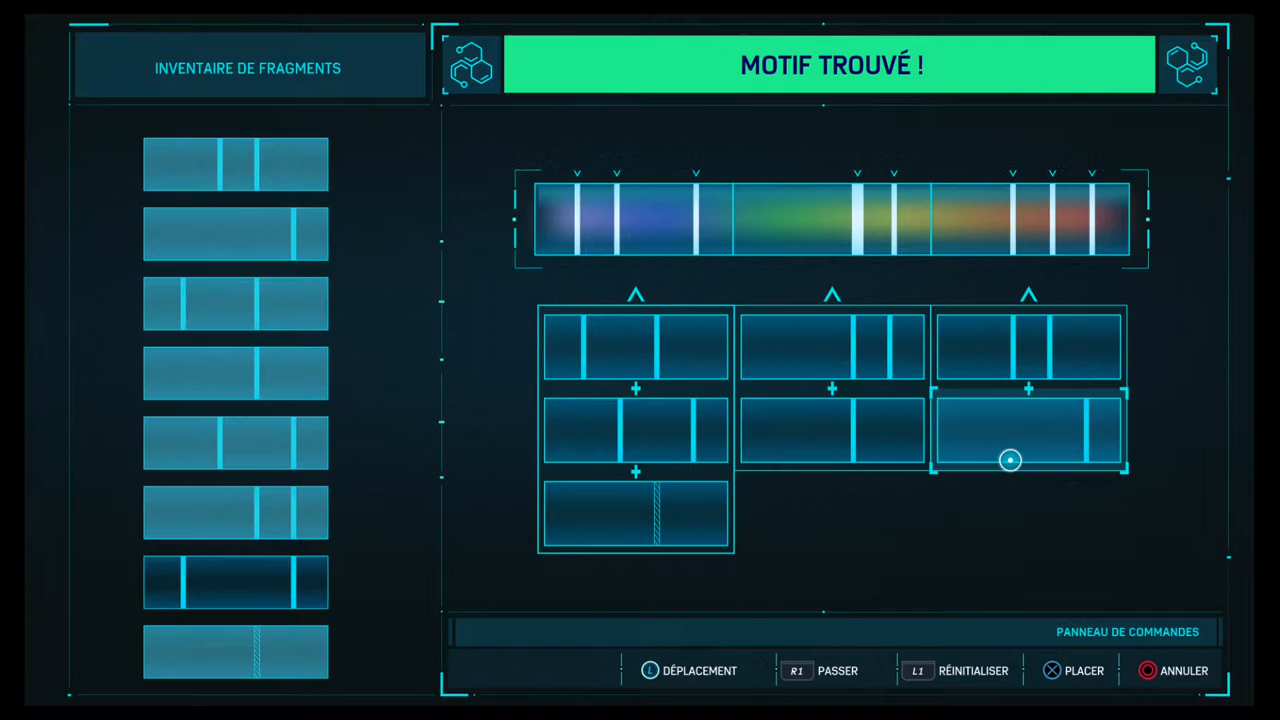 INVENTAIRE DE FRAGMENTS
MOTIF TROUVÉ !
PANNEAU DE COMMANDES
L DÉPLACEMENT
R1 PASSER
L1 RÉINITIALISER
PLACER
ANNULER